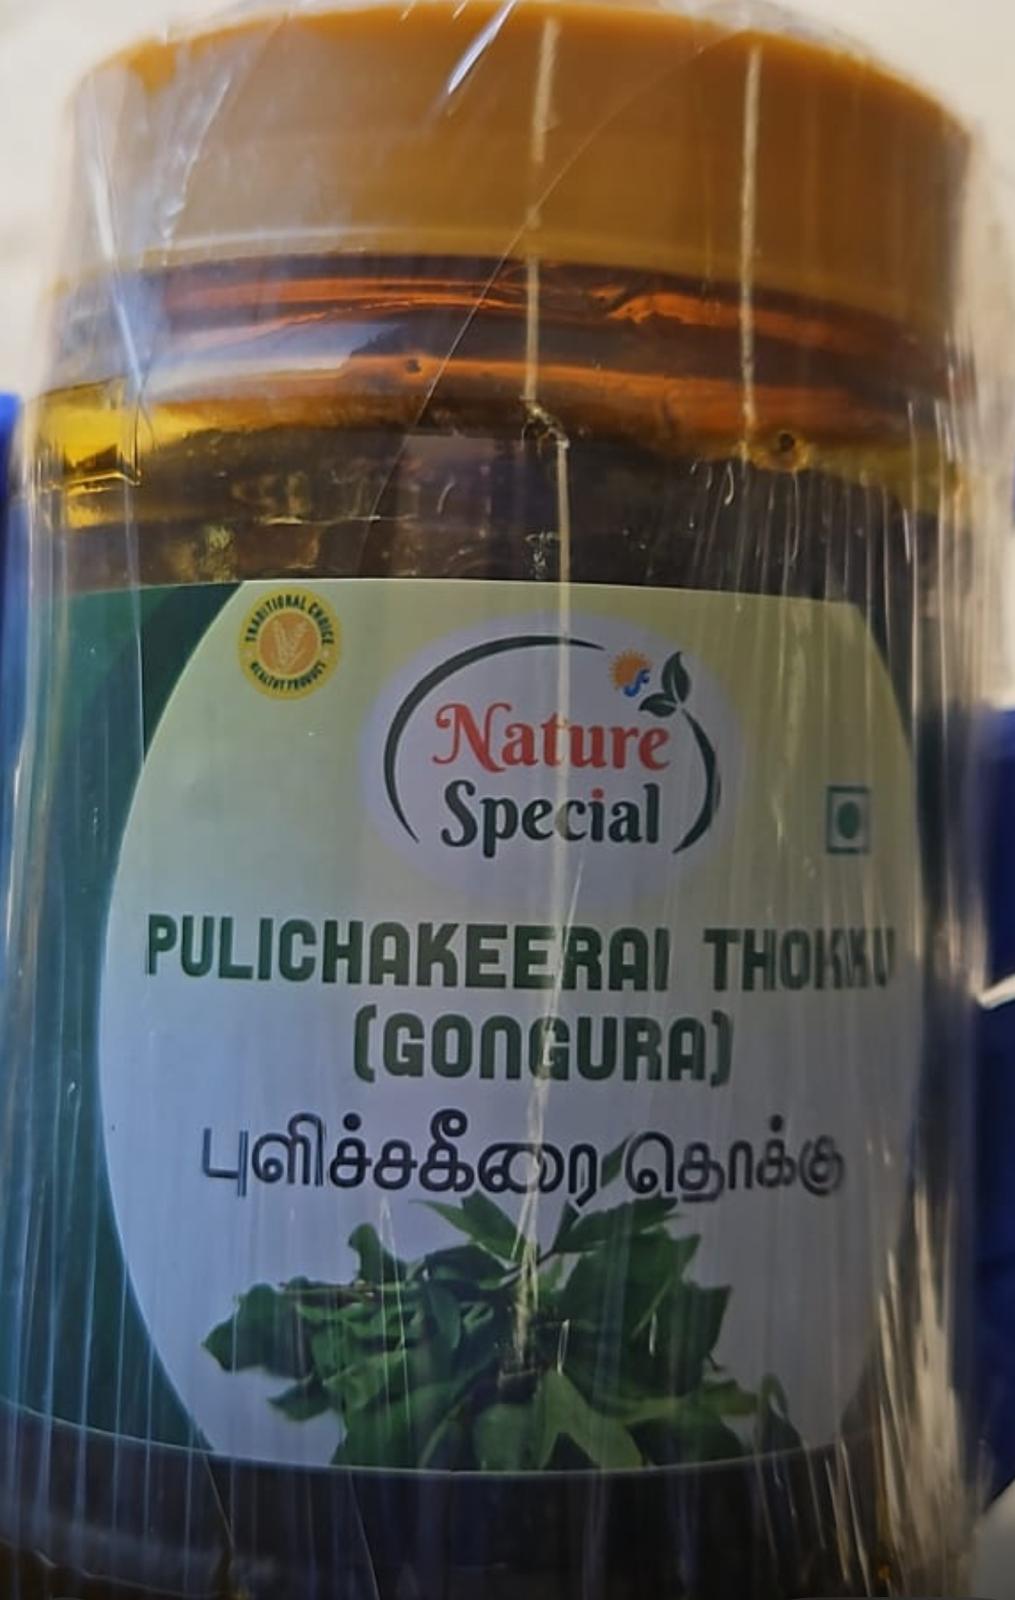 TRADITIONAL CHOICE
HEALTHY PRODUCT
Nature
Special
PULICHAKEERAI THOKKU
(GONGURA)
புளிச்சகீரை தொக்கு